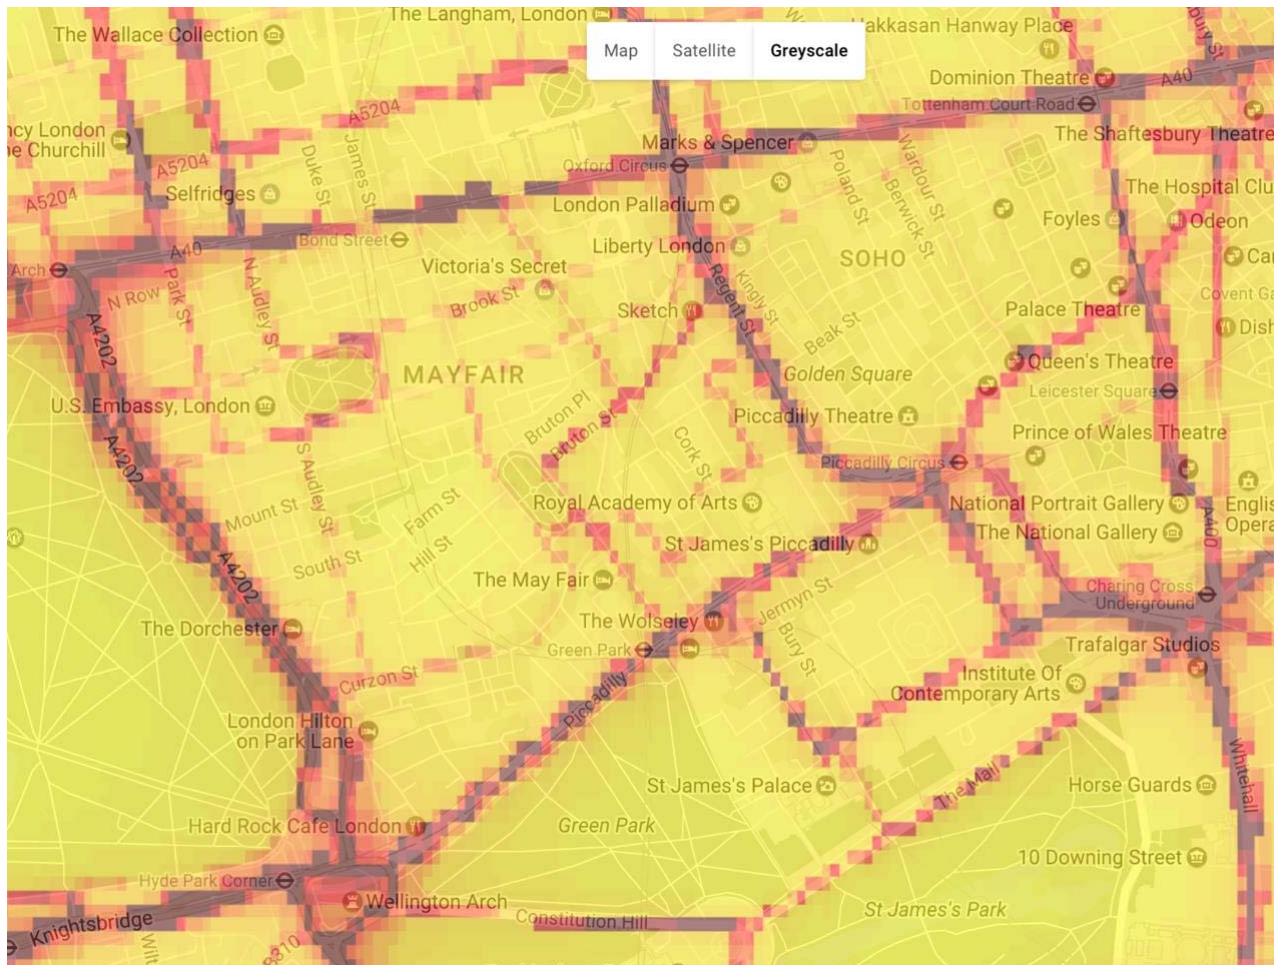 The Langham, London
The Wallace Collection
Map
Satellite
Greyscale
Hakkasan Hanway Place
Dominion Theatre
A40
Tottenham Court Road
A5204
ncy London
he Churchill
Marks & Spencer
The Shaftesbury Theatre
Oxford Circus
A5204
Duke St
James St
Poland St
Wardour St
Berwick St
A5204
Selfridges
London Palladium
The Hospital Clu
Foyles
Odeon
Bond Street
A40
Liberty London
SOHO
Arch
Victoria's Secret
N Row
Park St
N Audley St
Brook St
Regent St
Kingly St
Covent Ga
Sketch
Palace Theatre
Beak St
Dish
A4202
MAYFAIR
Golden Square
Queen's Theatre
Leicester Square
U.S. Embassy, London
Bruton Pl
Bruton St
Piccadilly Theatre
Prince of Wales Theatre
Cork St
A4202
S Audley St
Piccadilly Circus
Mount St
Farm St
Royal Academy of Arts
National Portrait Gallery
Englis
Opera
A400
The National Gallery
Hill St
South St
St James's Piccadilly
A4202
The May Fair
Jermyn St
Charing Cross
Underground
The Dorchester
The Wolseley
Green Park
Bury St
Trafalgar Studios
Curzon St
Piccadilly
Institute Of
Contemporary Arts
London Hilton
on Park Lane
St James's Palace
The Mall
Horse Guards
Whitehall
Hard Rock Cafe London
Green Park
10 Downing Street
Hyde Park Corner
Wellington Arch
Knightsbridge
Constitution Hill
St James's Park
Wilt
B310